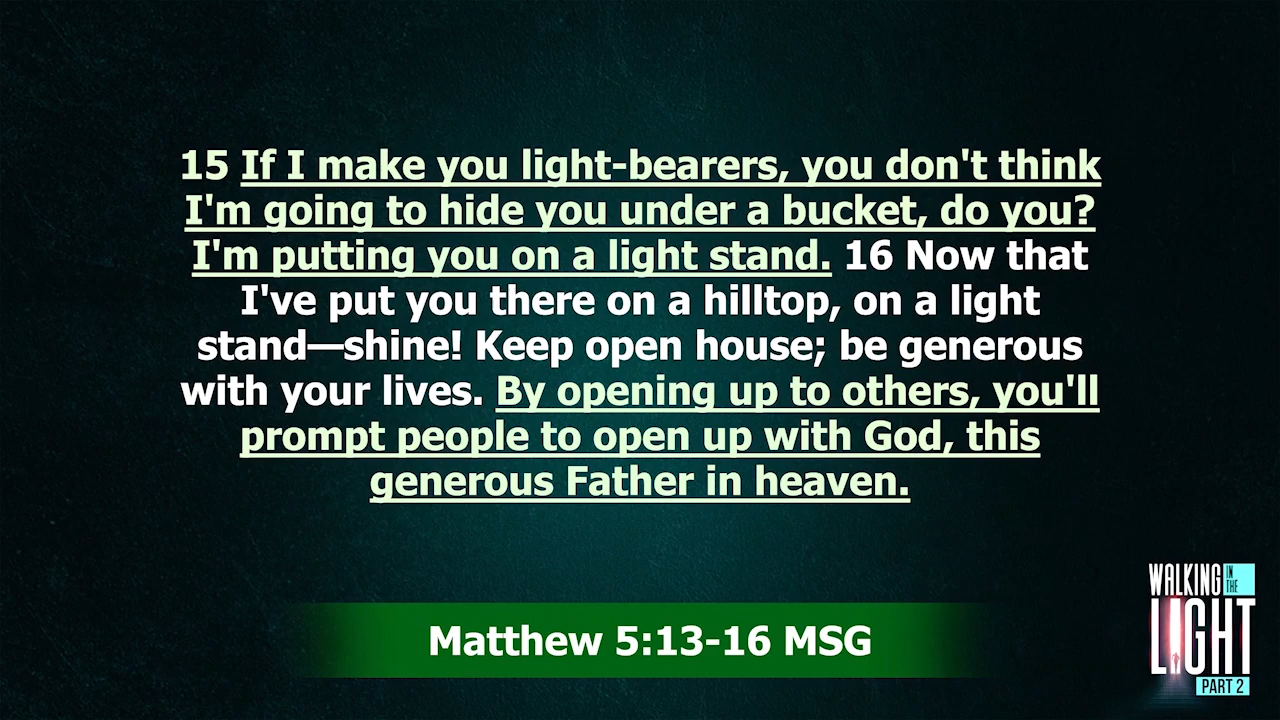 15 If I make you light-bearers, you don't think
I'm going to hide you under a bucket, do you?
I'm putting you on a light stand. 16 Now that
I've put you there on a hilltop, on a light
stand—shine! Keep open house; be generous
with your lives. By opening up to others, you'll
prompt people to open up with God, this
generous Father in heaven.
Matthew 5:13-16 MSG
WALKING IN THE
LIGHT
PART 2